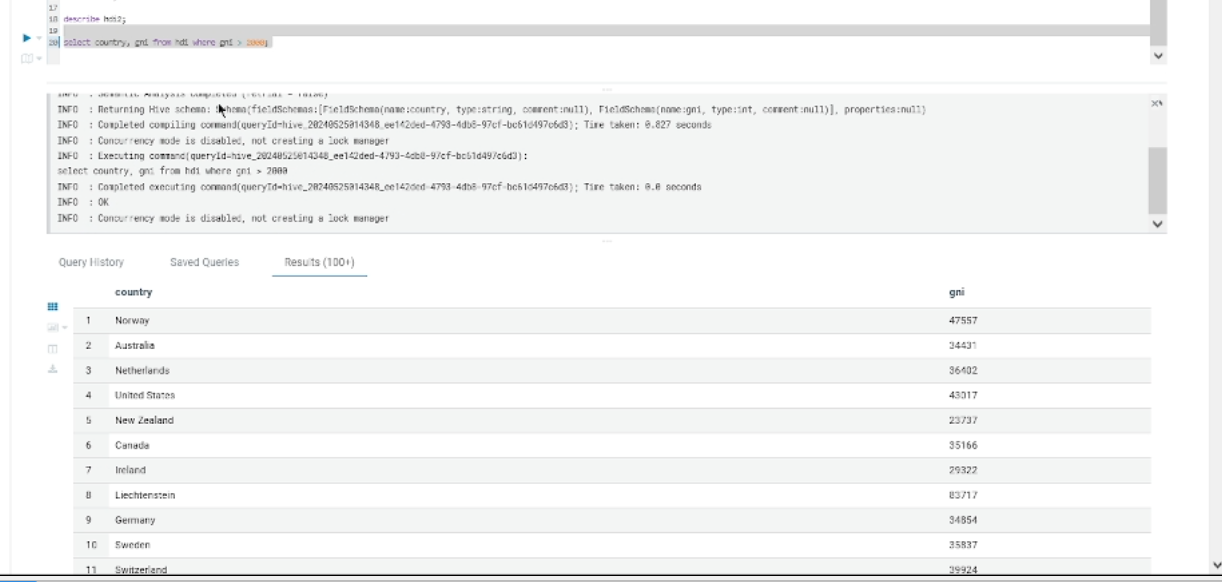 17
18 describe hdi2;
19
20 select country, gni from hdi where gni > 2000;
INFO : Semantic Analysis Completed (retrial = false)
INFO : Returning Hive schema: Schema(fieldSchemas:[FieldSchema(name:country, type:string, comment:null), FieldSchema(name:gni, type:int, comment:null)], properties:null)
INFO : Completed compiling command(queryId=hive_20240525014348_ee142ded-4793-4db8-97cf-bc61d497c6d3); Time taken: 0.827 seconds
INFO : Concurrency mode is disabled, not creating a lock manager
INFO : Executing command(queryId=hive_20240525014348_ee142ded-4793-4db8-97cf-bc61d497c6d3):
select country, gni from hdi where gni > 2000
INFO : Completed executing command(queryId=hive_20240525014348_ee142ded-4793-4db8-97cf-bc61d497c6d3); Time taken: 0.0 seconds
INFO : OK
INFO : Concurrency mode is disabled, not creating a lock manager
Query History Saved Queries Results (100+)
country gni
1 Norway 47557
2 Australia 34431
3 Netherlands 36402
4 United States 43017
5 New Zealand 23737
6 Canada 35166
7 Ireland 29322
8 Liechtenstein 83717
9 Germany 34854
10 Sweden 35837
11 Switzerland 39924